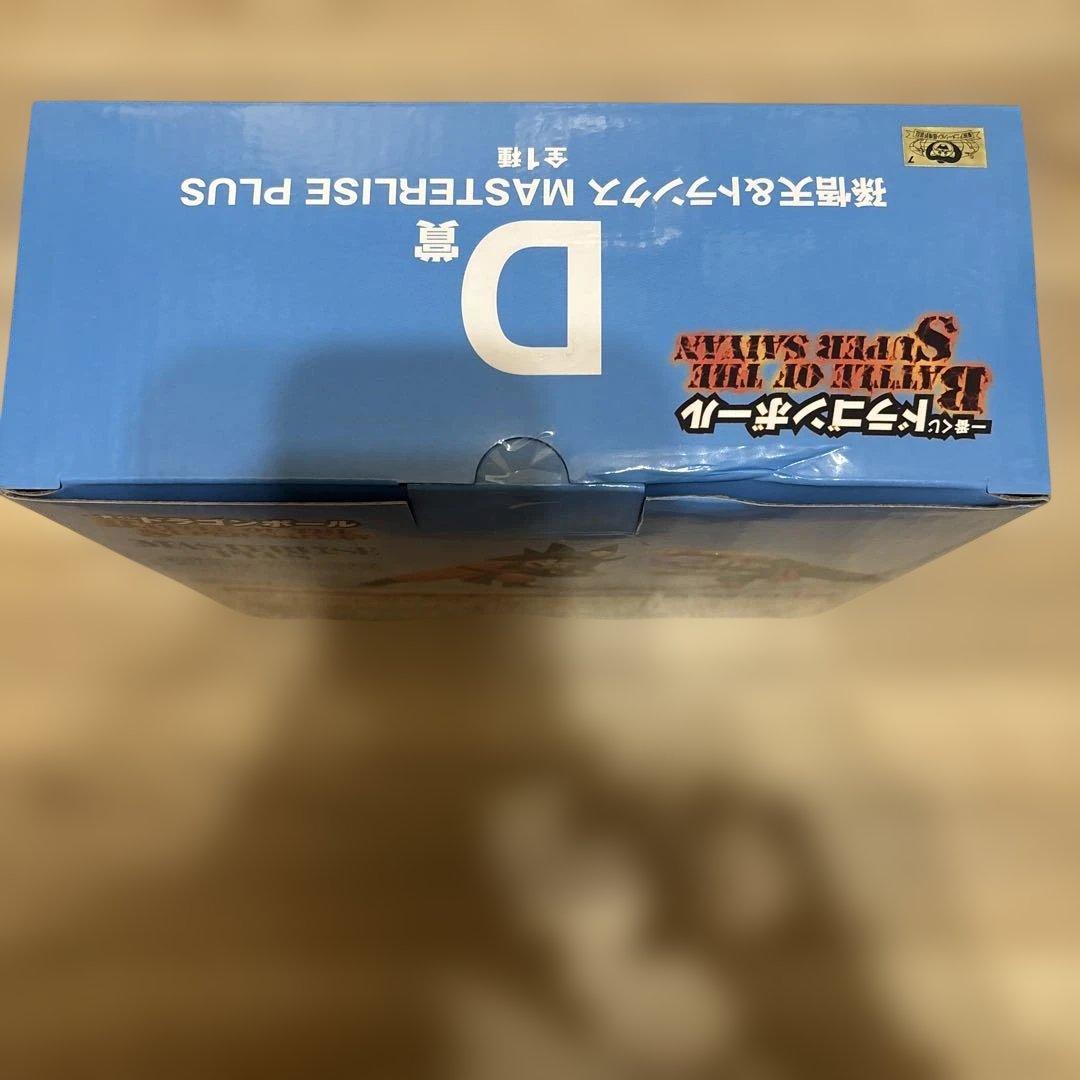 一番くじ ドラゴンボール
BATTLE OF THE
SUPER SAIYAN
D賞
孫悟天&トランクス MASTERLISE PLUS
全1種